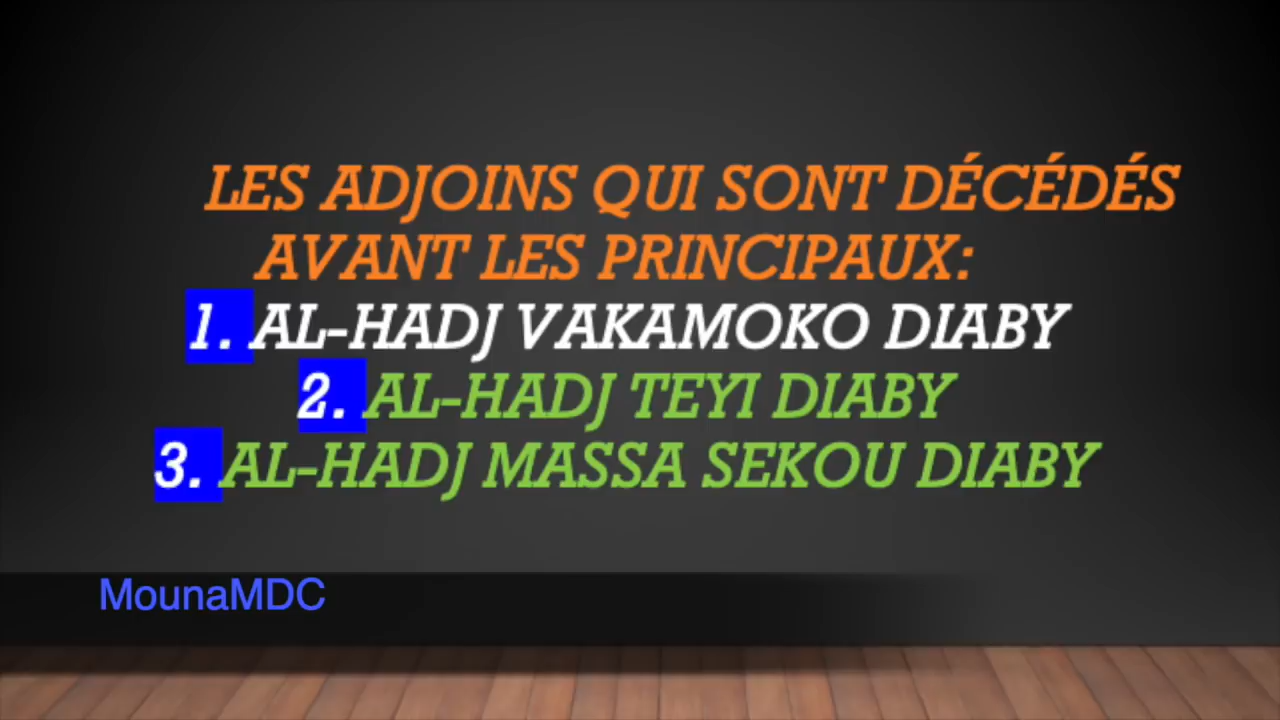 LES ADJOINS QUI SONT DÉCÉDÉS
AVANT LES PRINCIPAUX:
1. AL-HADJ VAKAMOKO DIABY
2. AL-HADJ TEYI DIABY
3. AL-HADJ MASSA SEKOU DIABY
MounaMDC